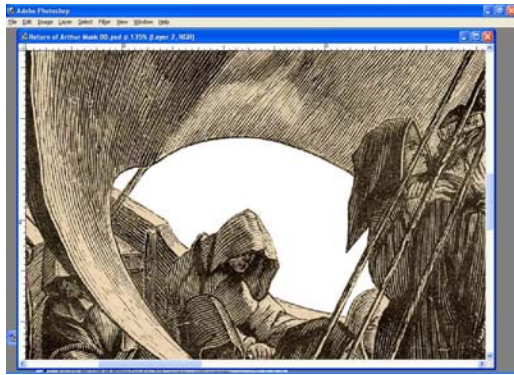 Adobe Photoshop
File Edit Image Layer Select Filter View Window Help
Return of Arthur Mask 00.psd @ 135% (Layer 2, RGB)